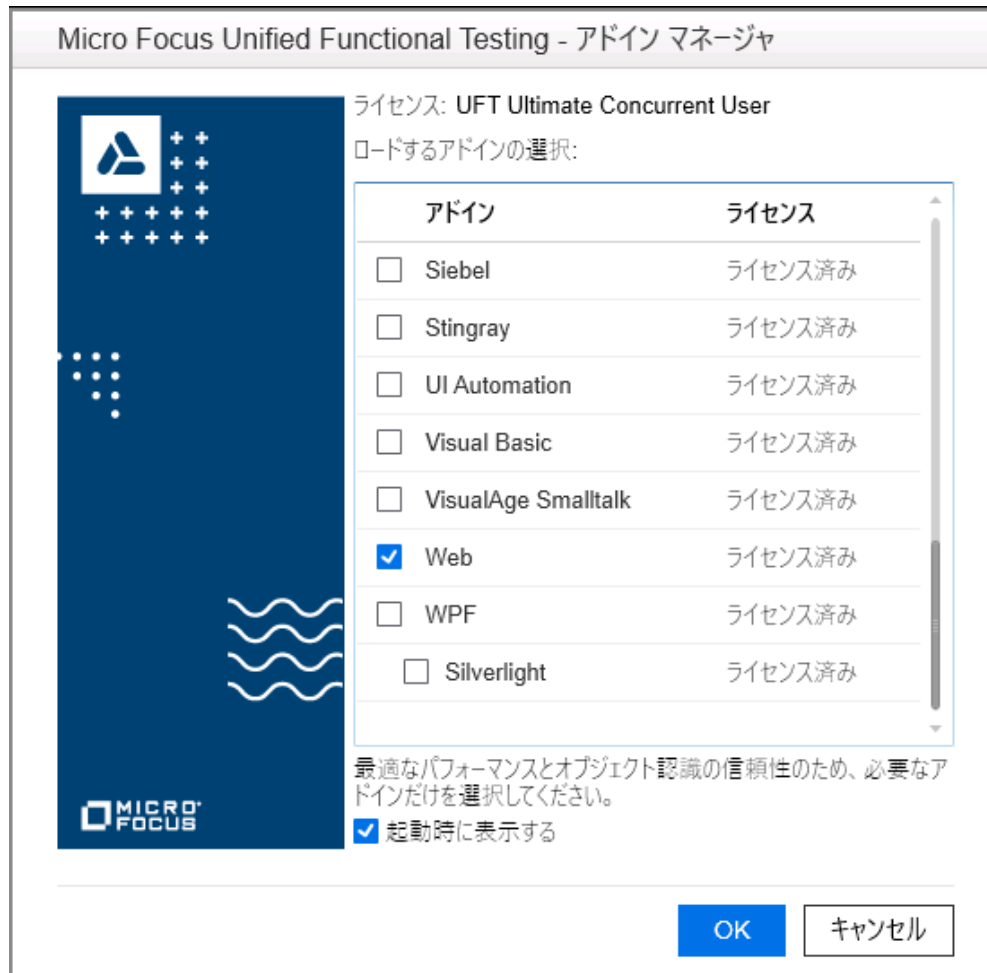 Micro Focus Unified Functional Testing - アドイン マネージャ
ライセンス: UFT Ultimate Concurrent User
ロードするアドインの選択:
アドイン ライセンス
Siebel ライセンス済み
Stingray ライセンス済み
UI Automation ライセンス済み
Visual Basic ライセンス済み
VisualAge Smalltalk ライセンス済み
Web ライセンス済み
WPF ライセンス済み
Silverlight ライセンス済み
最適なパフォーマンスとオブジェクト認識の信頼性のため、必要なア
ドインだけを選択してください。
起動時に表示する
MICRO
FOCUS
OK キャンセル